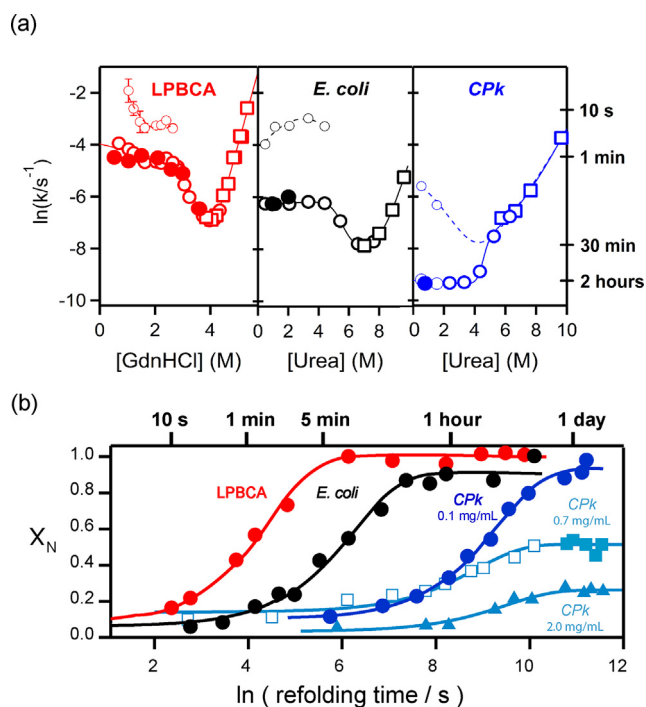 (a)
LPBCA
E. coli
CPk
ln(k/s⁻¹)
-2
-4
-6
-8
-10
10 s
1 min
30 min
2 hours
0 2 4
0 2 4 6 8
0 2 4 6 8 10
[GdnHCl] (M)
[Urea] (M)
[Urea] (M)
(b)
10 s 1 min 5 min 1 hour 1 day
X_N
1.0
0.8
0.6
0.4
0.2
0.0
LPBCA
E. coli
CPk
0.1 mg/mL
CPk
0.7 mg/mL
CPk
2.0 mg/mL
2 4 6 8 10 12
ln ( refolding time / s )